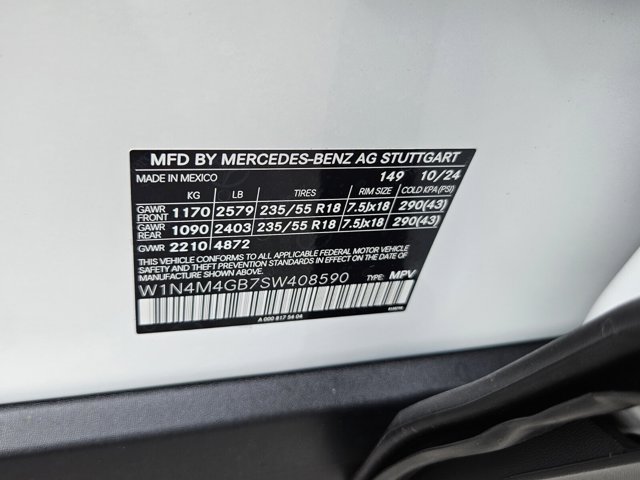 MFD BY MERCEDES-BENZ AG STUTTGART
MADE IN MEXICO 149 10/24
KG LB TIRES RIM SIZE COLD KPA(PSI)
GAWR FRONT 1170 2579 235/55 R18 7.5Jx18 290(43)
GAWR REAR 1090 2403 235/55 R18 7.5Jx18 290(43)
GVWR 2210 4872
THIS VEHICLE CONFORMS TO ALL APPLICABLE FEDERAL MOTOR VEHICLE
SAFETY AND THEFT PREVENTION STANDARDS IN EFFECT ON THE DATE OF
MANUFACTURE SHOWN ABOVE.
W1N4M4GB7SW408590 TYPE: MPV
A 000 817 54 04